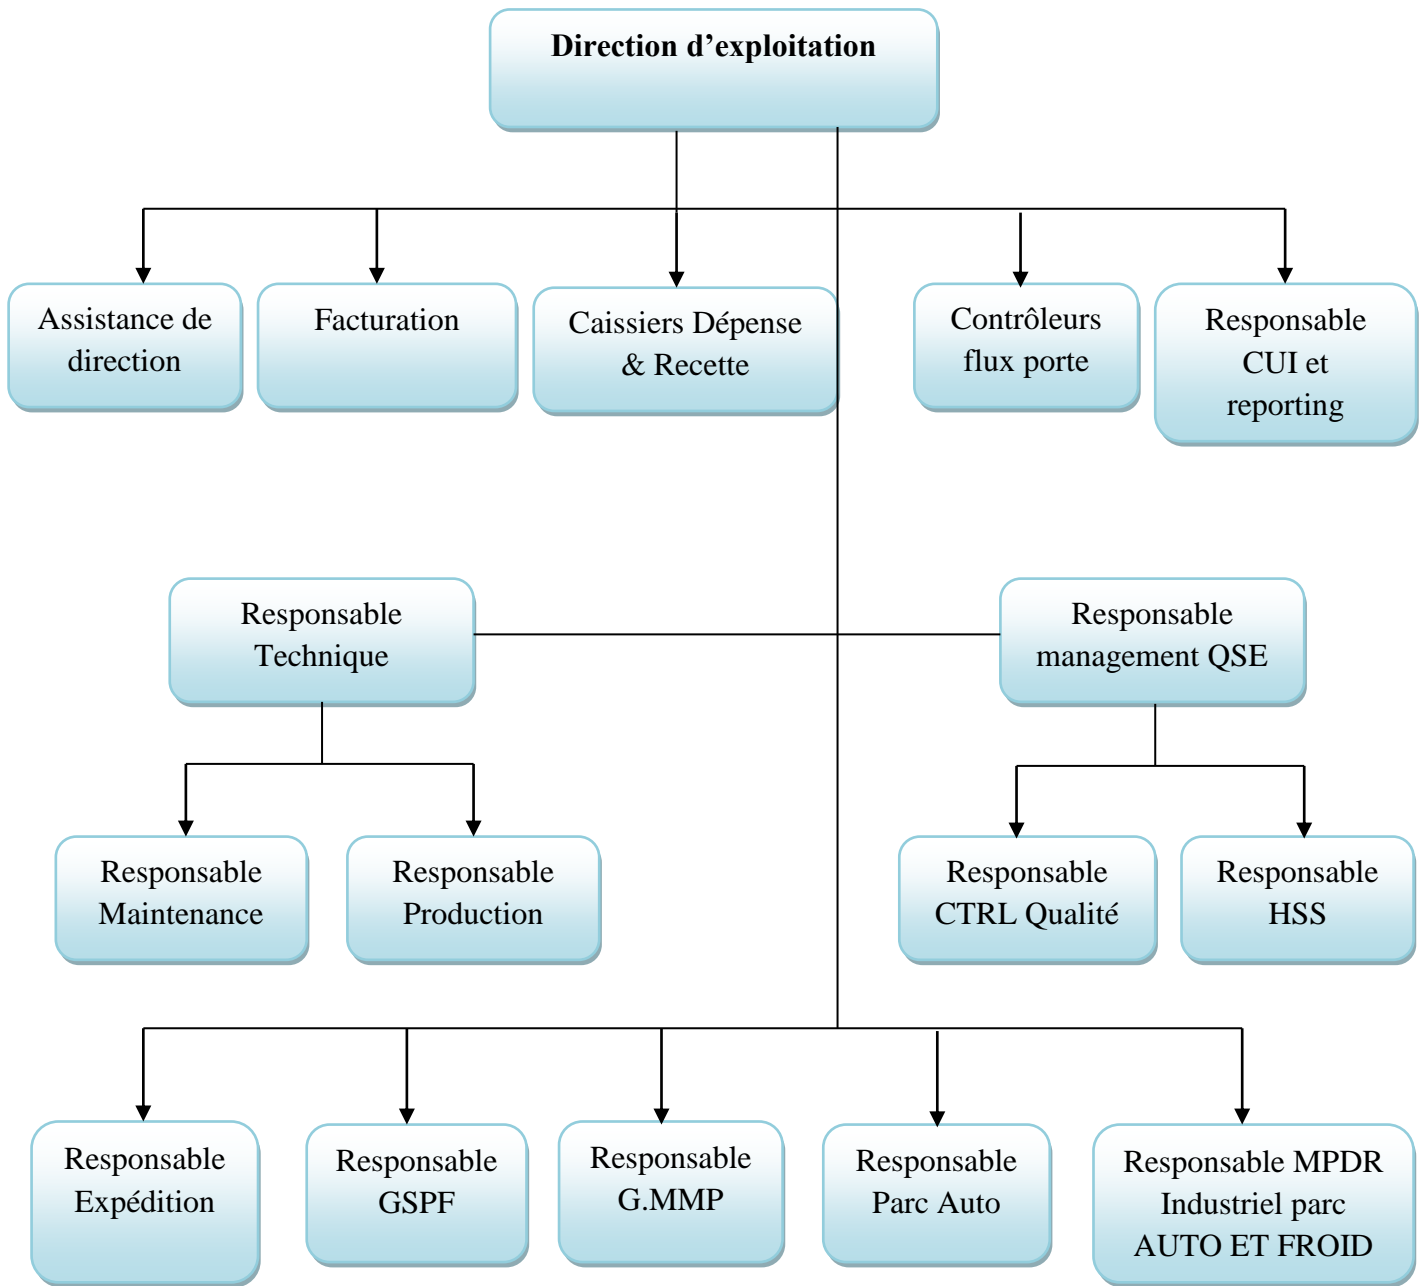 Direction d’exploitation
Assistance de
direction
Facturation
Caissiers Dépense
& Recette
Contrôleurs
flux porte
Responsable
CUI et
reporting
Responsable
Technique
Responsable
management QSE
Responsable
Maintenance
Responsable
Production
Responsable
CTRL Qualité
Responsable
HSS
Responsable
Expédition
Responsable
GSPF
Responsable
G.MMP
Responsable
Parc Auto
Responsable MPDR
Industriel parc
AUTO ET FROID